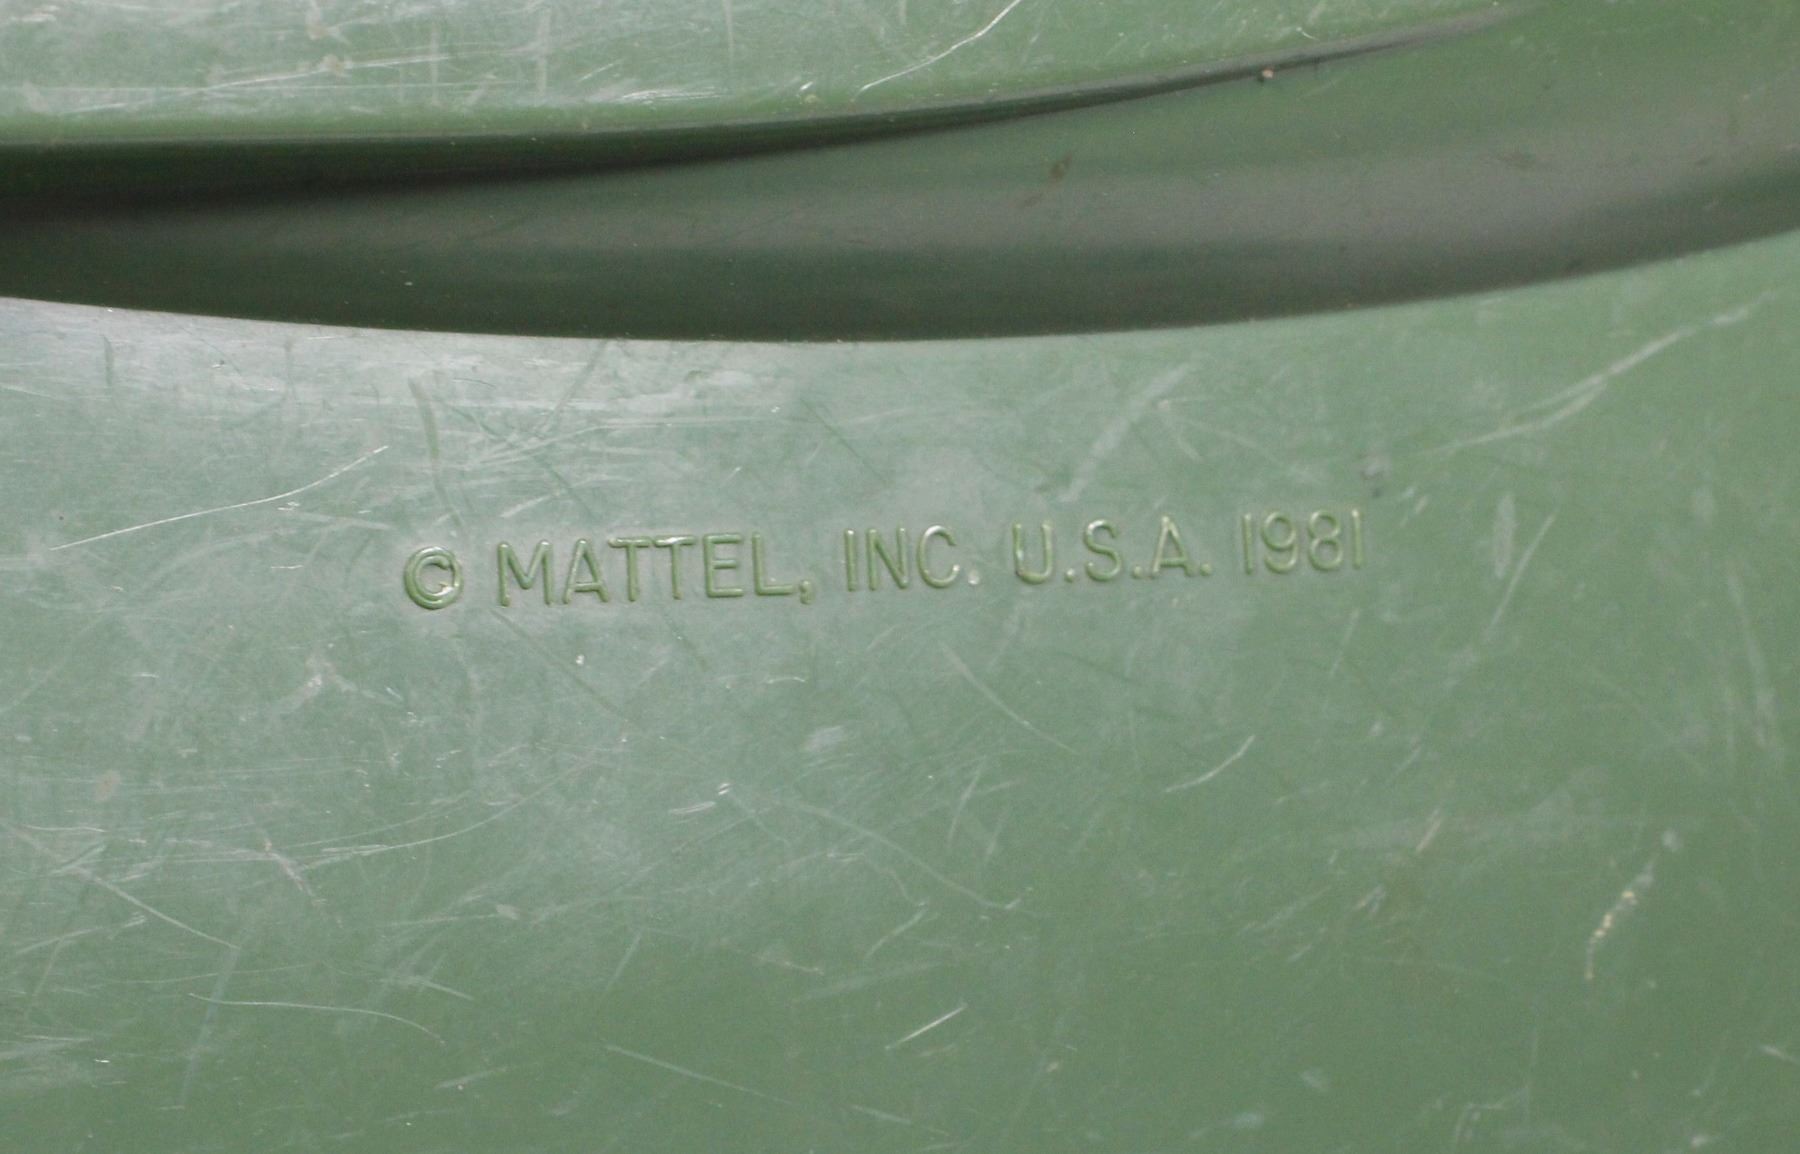 © MATTEL, INC. U.S.A. 1981